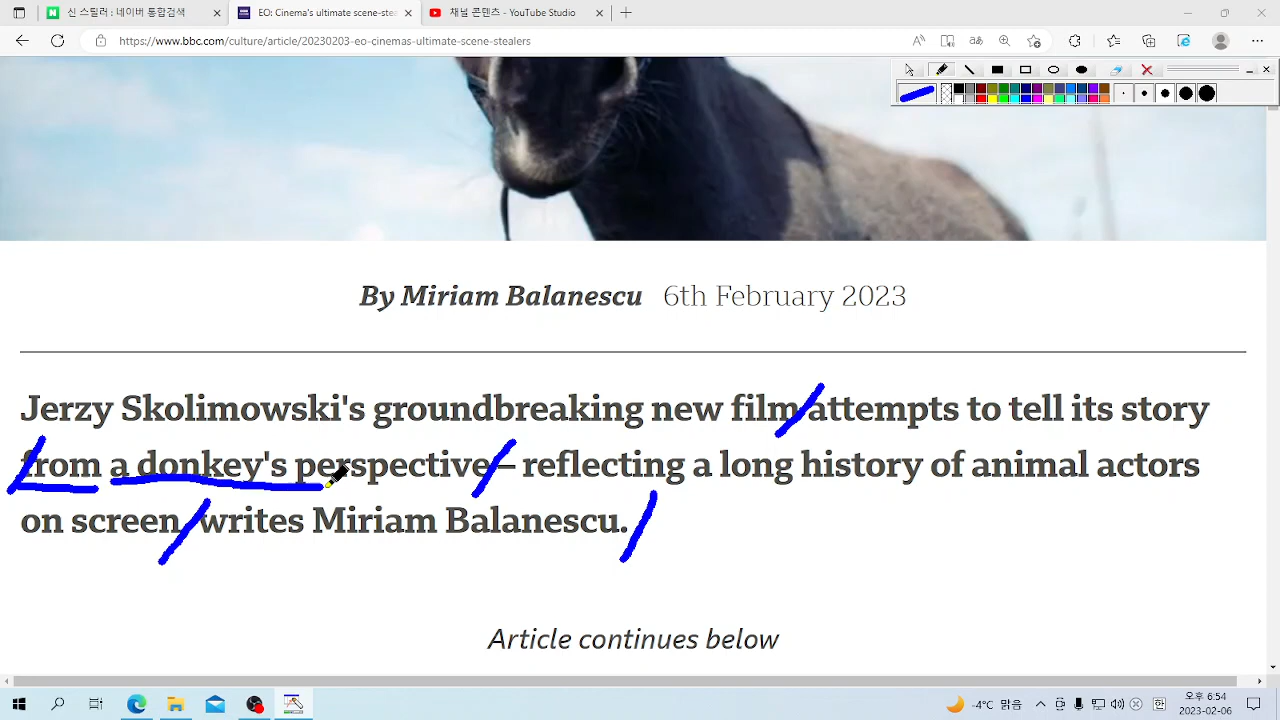 신 스틸러 : 네이버 통합검색
EO: Cinema's ultimate scene-stea
채널 콘텐츠 - YouTube Studio
https://www.bbc.com/culture/article/20230203-eo-cinemas-ultimate-scene-stealers
By Miriam Balanescu 6th February 2023
Jerzy Skolimowski's groundbreaking new film attempts to tell its story
from a donkey's perspective – reflecting a long history of animal actors
on screen, writes Miriam Balanescu.
Article continues below
-4°C 맑음
오후 6:54
2023-02-06